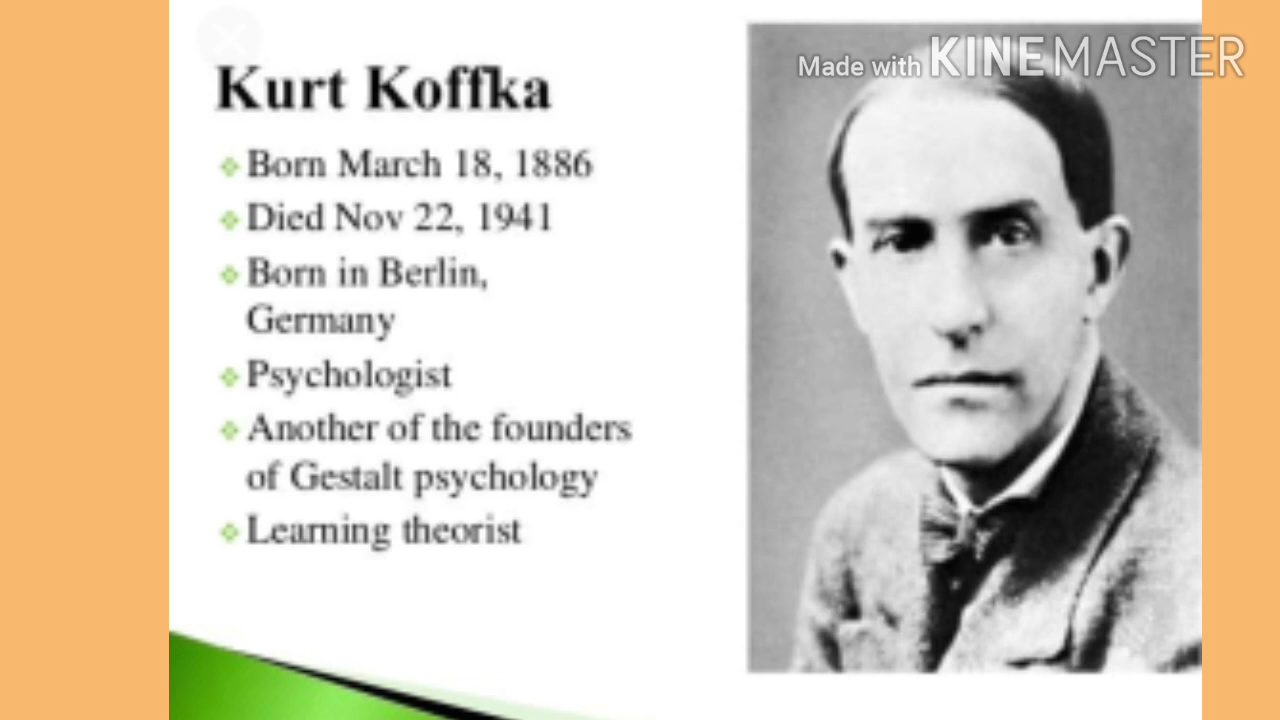 Made with KINEMASTER
Kurt Koffka
Born March 18, 1886
Died Nov 22, 1941
Born in Berlin,
Germany
Psychologist
Another of the founders
of Gestalt psychology
Learning theorist